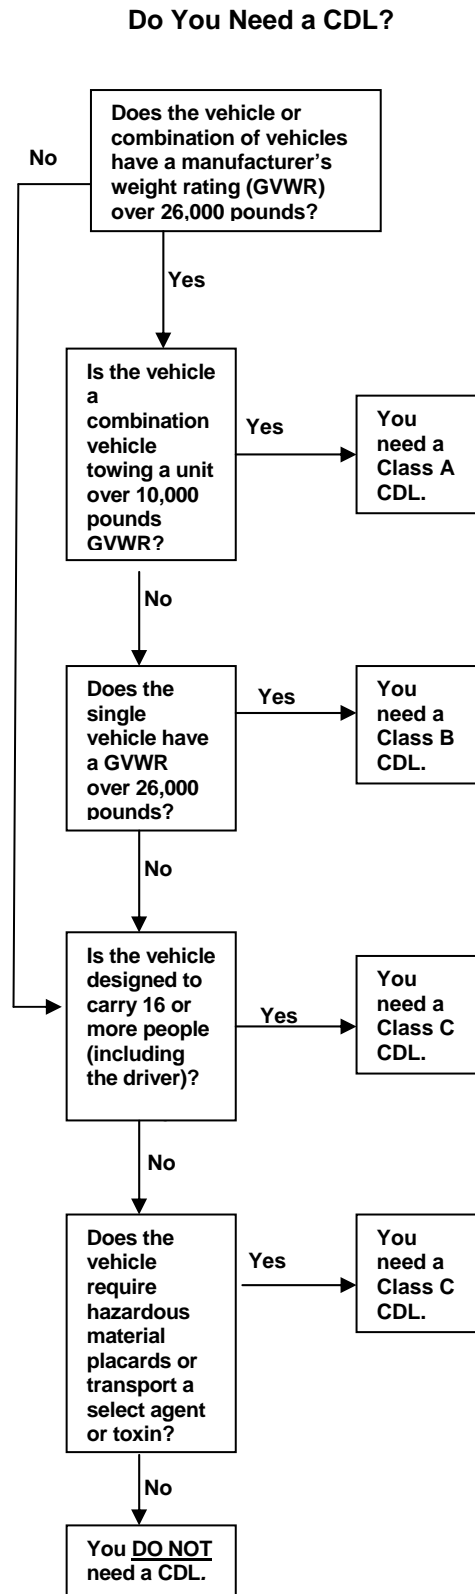 Do You Need a CDL?
Does the vehicle or
combination of vehicles
have a manufacturer's
weight rating (GVWR)
over 26,000 pounds?
No
Yes
Is the vehicle
a
combination
vehicle
towing a unit
over 10,000
pounds
GVWR?
Yes
You
need a
Class A
CDL.
No
Does the
single
vehicle have
a GVWR
over 26,000
pounds?
Yes
You
need a
Class B
CDL.
No
Is the vehicle
designed to
carry 16 or
more people
(including
the driver)?
Yes
You
need a
Class C
CDL.
No
Does the
vehicle
require
hazardous
material
placards or
transport a
select agent
or toxin?
Yes
You
need a
Class C
CDL.
No
You DO NOT
need a CDL.